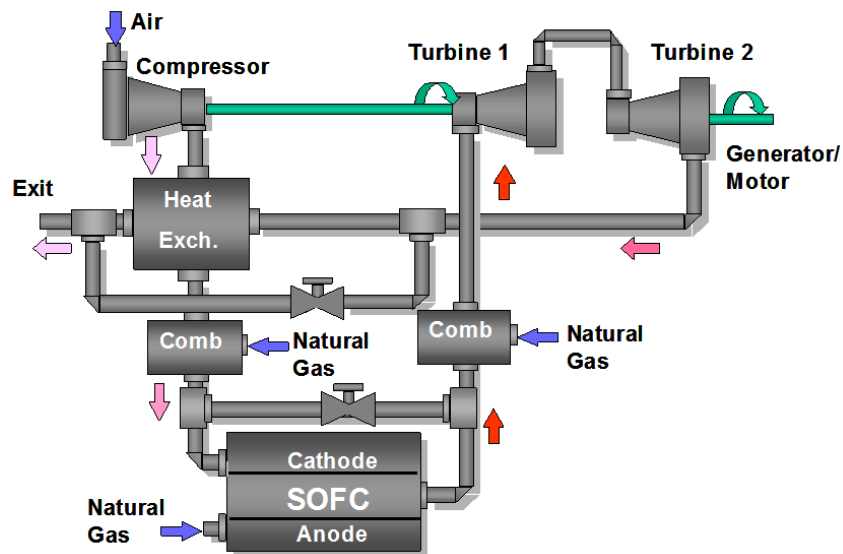 Air
Compressor
Turbine 1
Turbine 2
Generator/
Motor
Exit
Heat
Exch.
Comb
Natural
Gas
Comb
Natural
Gas
Cathode
SOFC
Anode
Natural
Gas